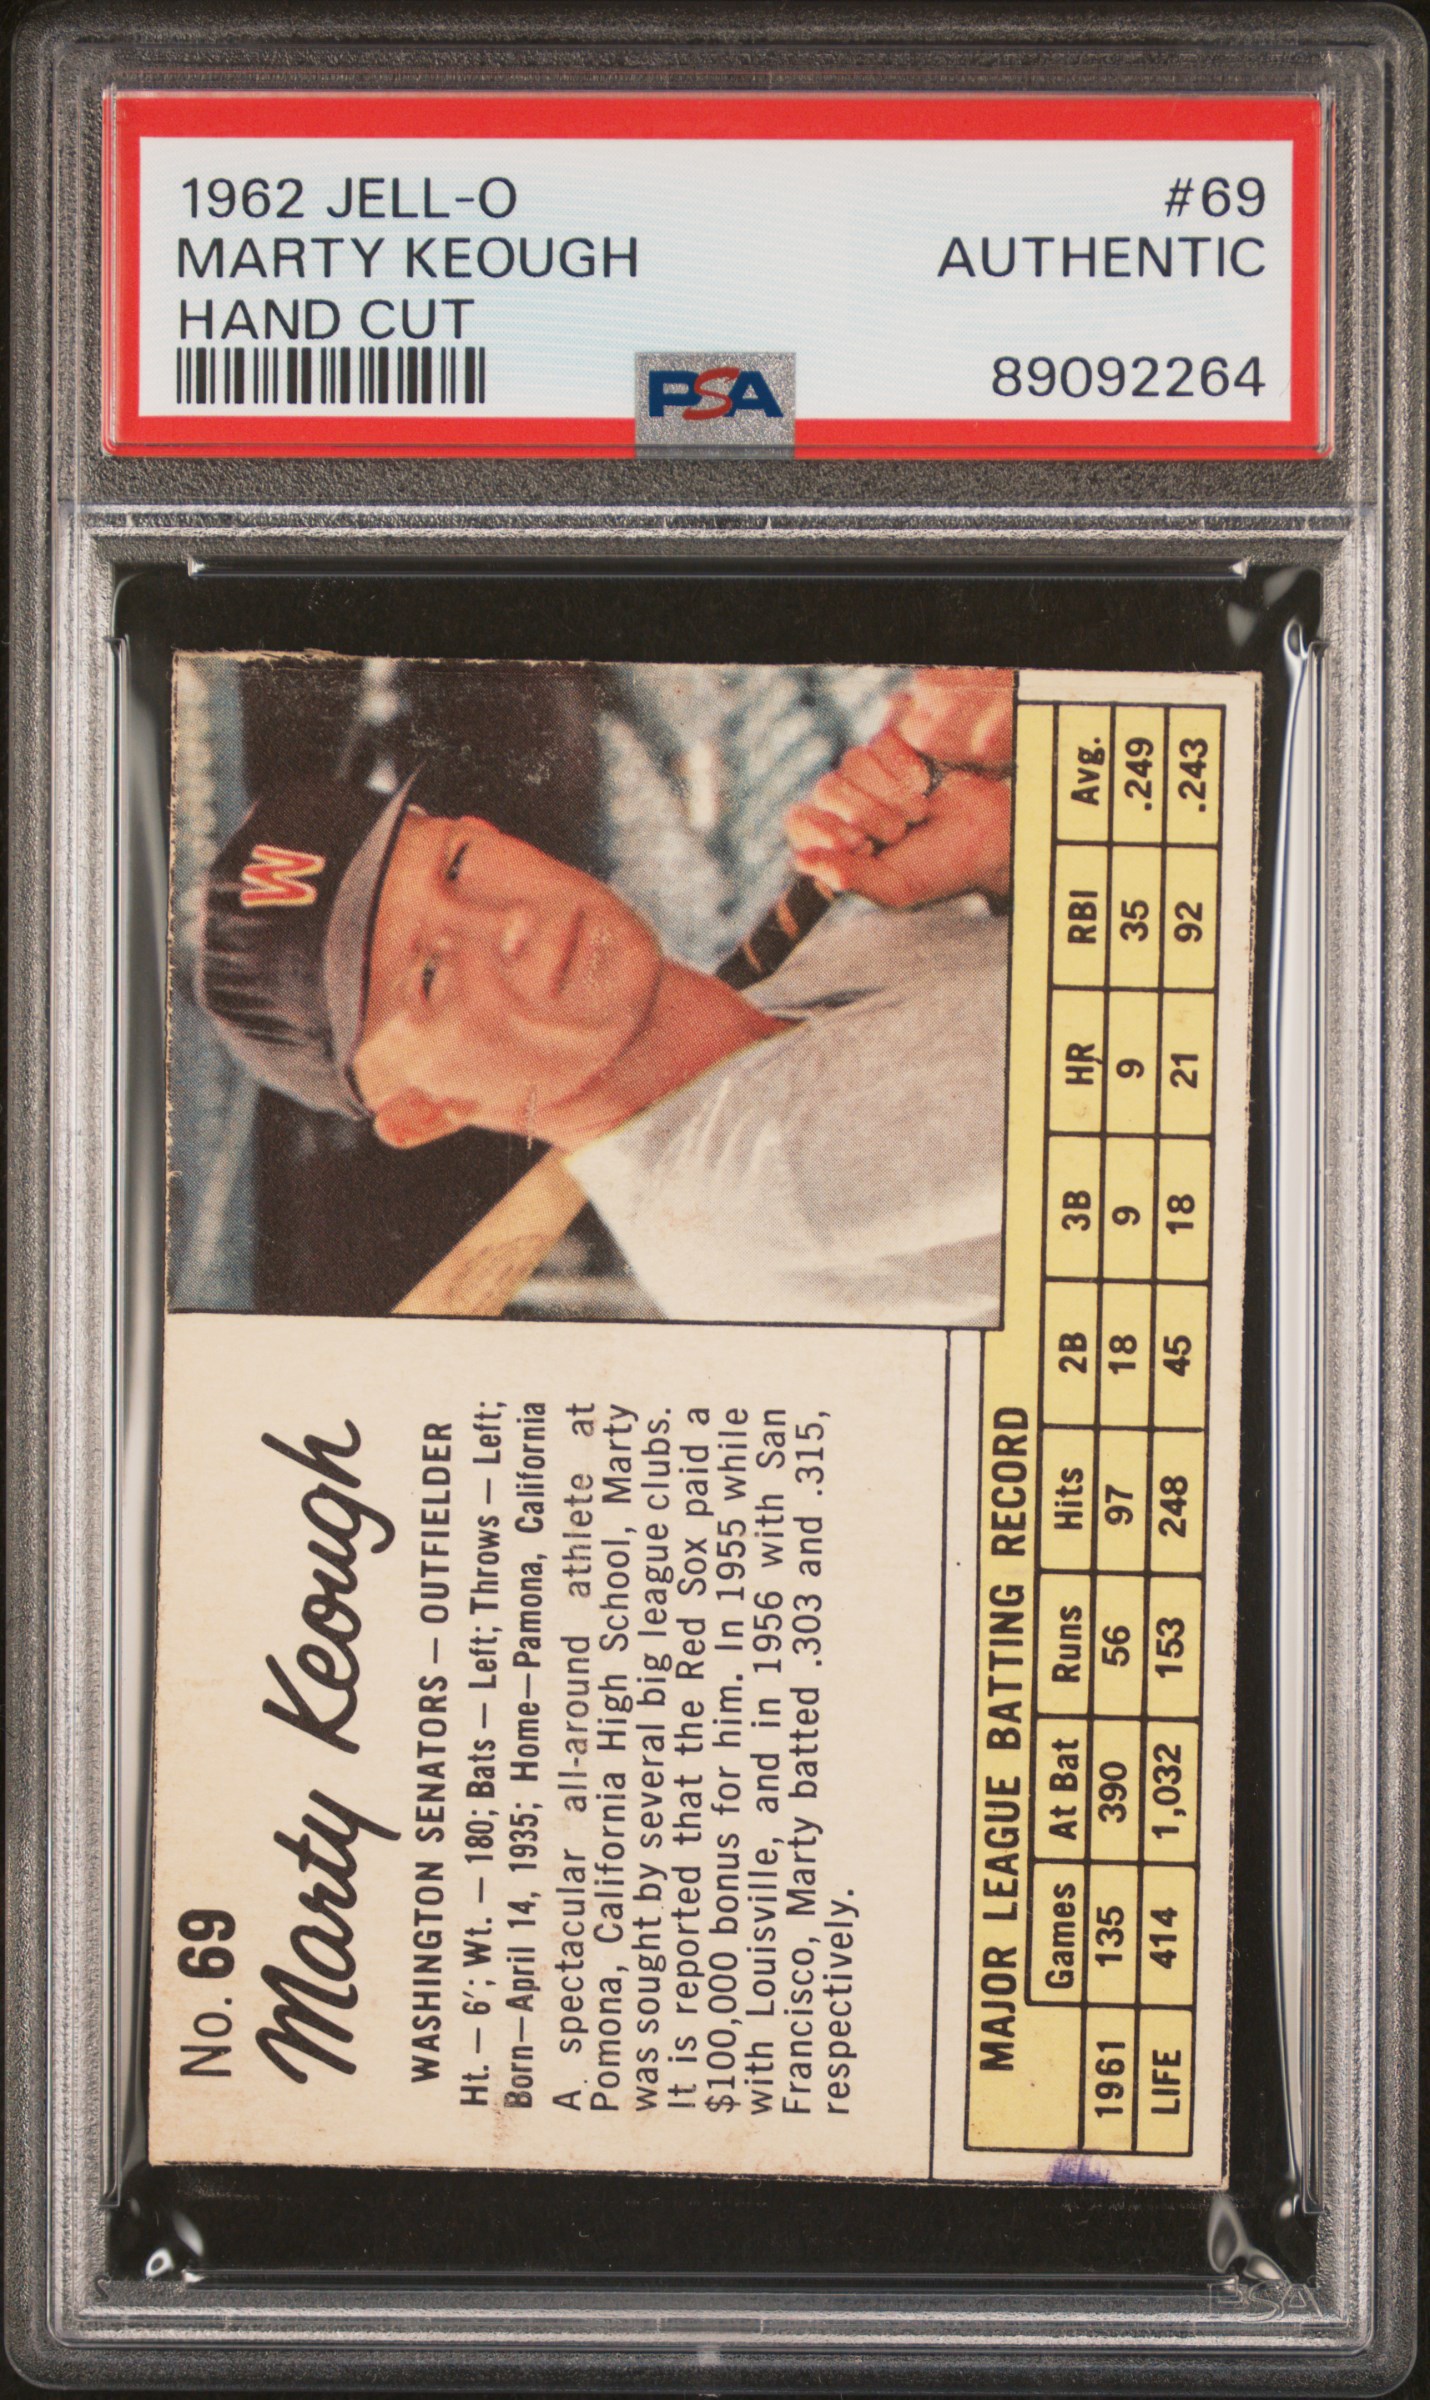 1962 JELL-O #69
MARTY KEOUGH AUTHENTIC
HAND CUT
PSA 89092264
W
No. 69
Marty Keough
WASHINGTON SENATORS — OUTFIELDER
Ht. — 6'; Wt. — 180; Bats — Left; Throws — Left;
Born—April 14, 1935; Home—Pamona, California
A spectacular all-around athlete at
Pomona, California High School, Marty
was sought by several big league clubs.
It is reported that the Red Sox paid a
$100,000 bonus for him. In 1955 while
with Louisville, and in 1956 with San
Francisco, Marty batted .303 and .315,
respectively.
MAJOR LEAGUE BATTING RECORD
Games At Bat Runs Hits 2B 3B HR RBI Avg.
1961 135 390 56 97 18 9 9 35 .249
LIFE 414 1,032 153 248 45 18 21 92 .243
PSA